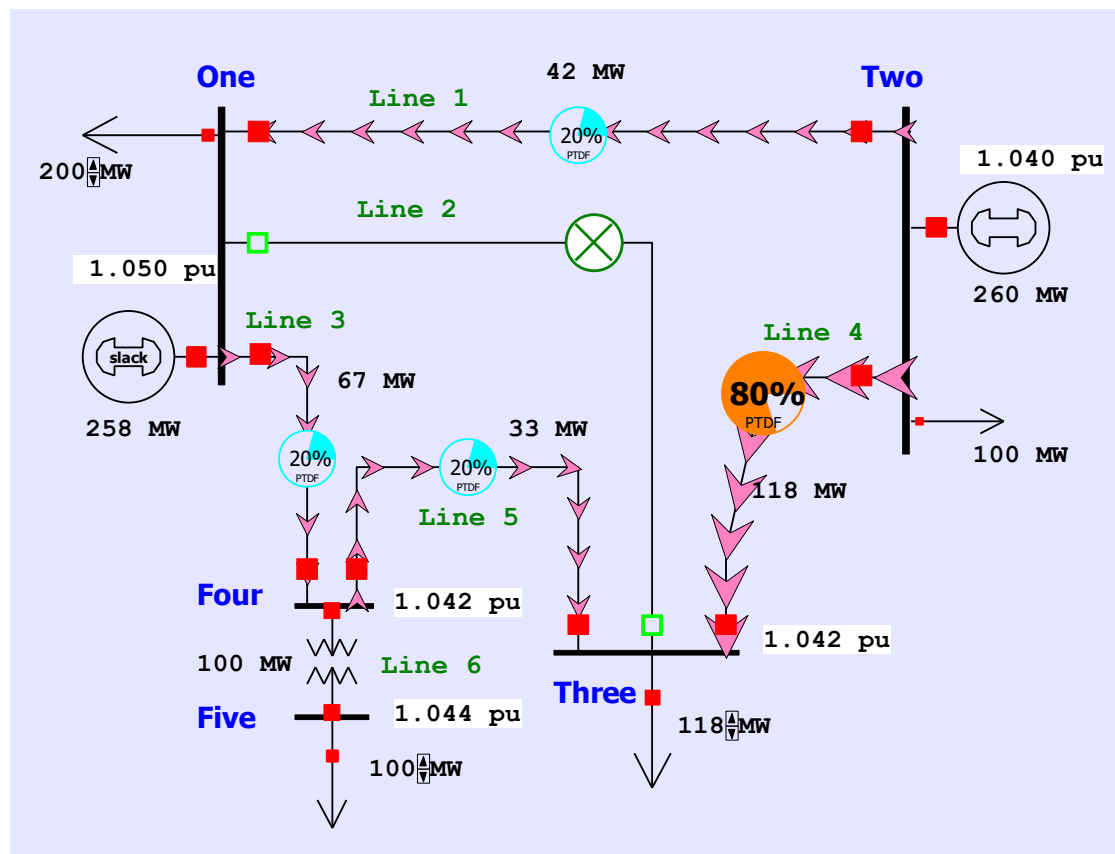 42 MW
One
Two
Line 1
20%
PTDF
1.040 pu
200 MW
Line 2
1.050 pu
260 MW
Line 3
Line 4
slack
67 MW
80%
PTDF
258 MW
33 MW
100 MW
20%
PTDF
20%
PTDF
118 MW
Line 5
Four
1.042 pu
1.042 pu
100 MW
Line 6
Three
Five
1.044 pu
118 MW
100 MW